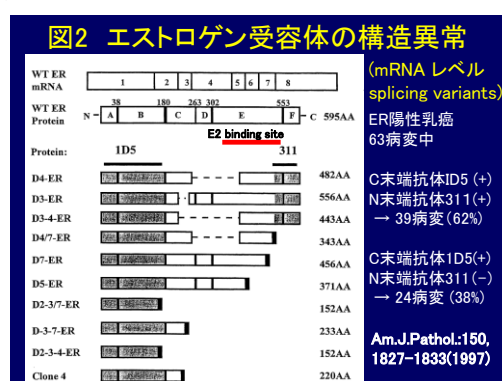 図2 エストロゲン受容体の構造異常
WT ER
mRNA
1 2 3 4 5 6 7 8
38 180 263 302 553
WT ER
Protein
N - A B C D E F - C 595AA
E2 binding site
Protein: 1D5 311
D4-ER 482AA
D3-ER 556AA
D3-4-ER 443AA
D4/7-ER 343AA
D7-ER 456AA
D5-ER 371AA
D2-3/7-ER 152AA
D-3-7-ER 233AA
D2-3-4-ER 152AA
Clone 4 220AA
(mRNA レベル
splicing variants)
ER陽性乳癌
63病変中
C末端抗体ID5 (+)
N末端抗体311(+)
→ 39病変(62%)
C末端抗体1D5(+)
N末端抗体311(−)
→ 24病変 (38%)
Am.J.Pathol.:150,
1827-1833(1997)